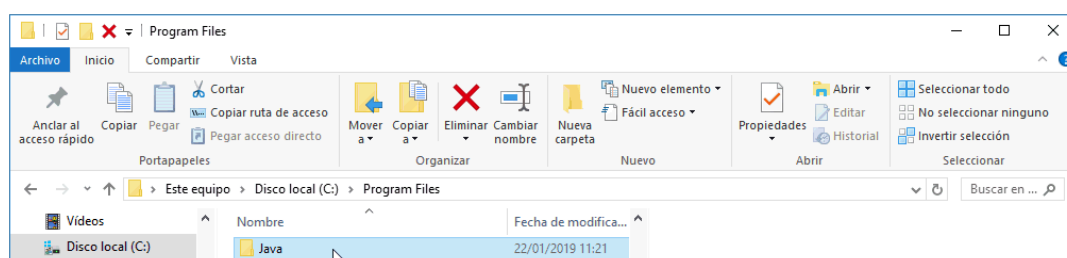 Program Files
Archivo Inicio Compartir Vista
Anclar al acceso rápido
Copiar
Pegar
Cortar
Copiar ruta de acceso
Pegar acceso directo
Portapapeles
Mover a
Copiar a
Eliminar
Cambiar nombre
Organizar
Nueva carpeta
Nuevo elemento
Fácil acceso
Nuevo
Propiedades
Abrir
Editar
Historial
Abrir
Seleccionar todo
No seleccionar ninguno
Invertir selección
Seleccionar
Este equipo > Disco local (C:) > Program Files
Buscar en ...
Vídeos
Disco local (C:)
Nombre Fecha de modifica...
Java 22/01/2019 11:21